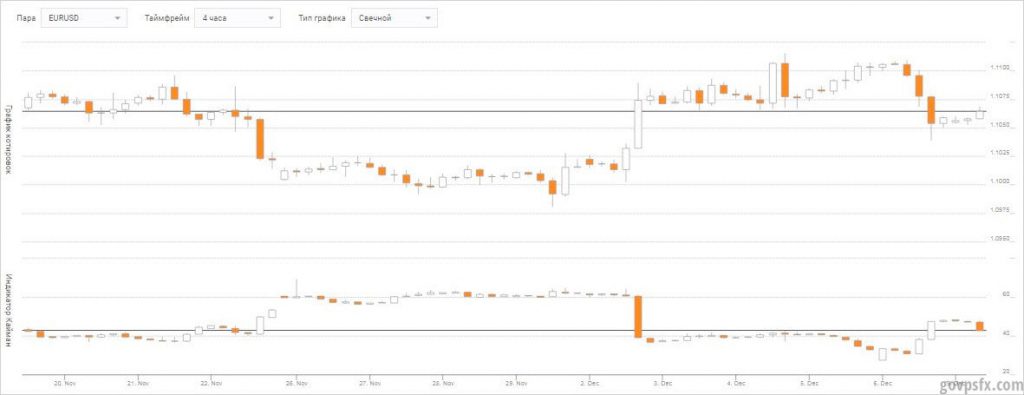 Пара EURUSD Таймфрейм 4 часа Тип графика Свечной
График котировок
1.1100
1.1075
1.1050
1.1025
1.1000
1.0975
1.0950
Индикатор Кайман
60
40
20
20. Nov 21. Nov 22. Nov 26. Nov 27. Nov 28. Nov 29. Nov 2. Dec 3. Dec 4. Dec 5. Dec 6. Dec
govpsfx.com